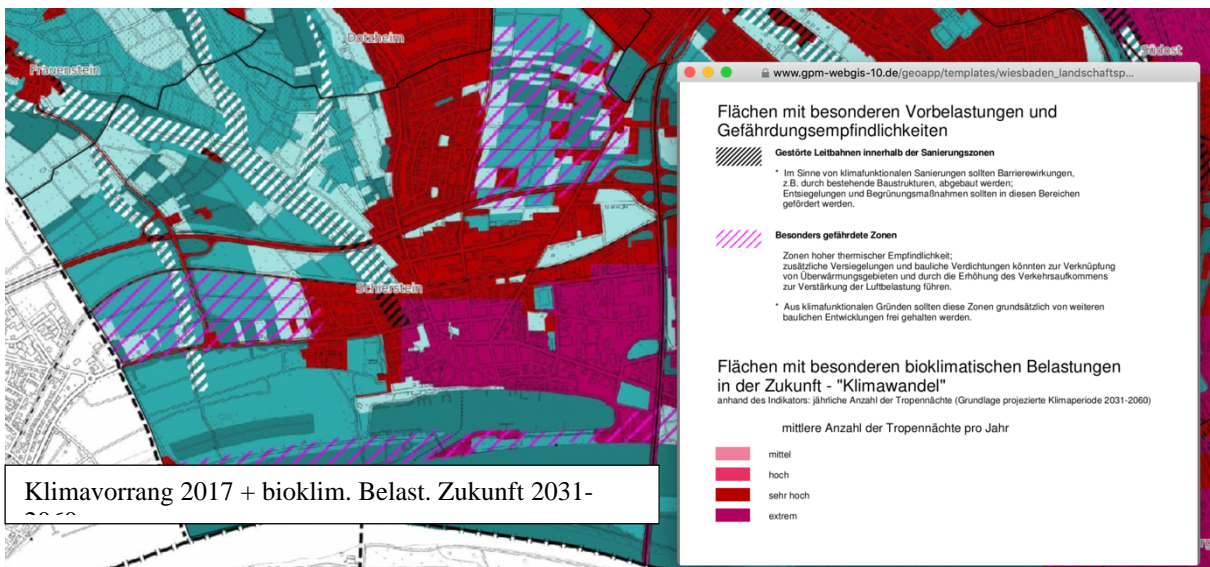 Dotzheim
Südost
Frauenstein
Schierstein
www.gpm-webgis-10.de/geoapp/templates/wiesbaden_landschaftsp...
Flächen mit besonderen Vorbelastungen und
Gefährdungsempfindlichkeiten
Gestörte Leitbahnen innerhalb der Sanierungszonen
* Im Sinne von klimafunktionalen Sanierungen sollten Barrierewirkungen,
z.B. durch bestehende Baustrukturen, abgebaut werden;
Entsiegelungen und Begrünungsmaßnahmen sollten in diesen Bereichen
gefördert werden.
Besonders gefährdete Zonen
Zonen hoher thermischer Empfindlichkeit;
zusätzliche Versiegelungen und bauliche Verdichtungen könnten zur Verknüpfung
von Überwärmungsgebieten und durch die Erhöhung des Verkehrsaufkommens
zur Verstärkung der Luftbelastung führen.
* Aus klimafunktionalen Gründen sollten diese Zonen grundsätzlich von weiteren
baulichen Entwicklungen frei gehalten werden.
Flächen mit besonderen bioklimatischen Belastungen
in der Zukunft - "Klimawandel"
anhand des Indikators: jährliche Anzahl der Tropennächte (Grundlage projezierte Klimaperiode 2031-2060)
mittlere Anzahl der Tropennächte pro Jahr
mittel
hoch
sehr hoch
extrem
Klimavorrang 2017 + bioklim. Belast. Zukunft 2031-